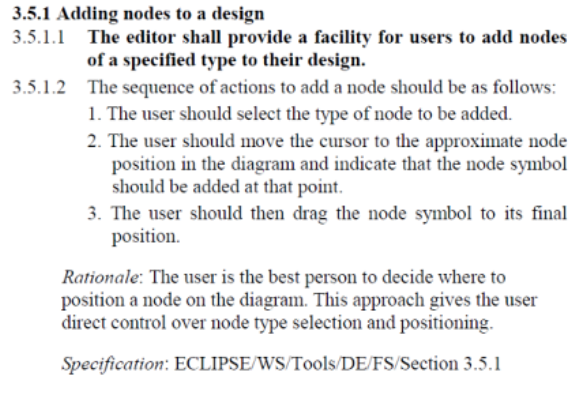 3.5.1 Adding nodes to a design
3.5.1.1 The editor shall provide a facility for users to add nodes
of a specified type to their design.
3.5.1.2 The sequence of actions to add a node should be as follows:
1. The user should select the type of node to be added.
2. The user should move the cursor to the approximate node
position in the diagram and indicate that the node symbol
should be added at that point.
3. The user should then drag the node symbol to its final
position.
Rationale: The user is the best person to decide where to
position a node on the diagram. This approach gives the user
direct control over node type selection and positioning.
Specification: ECLIPSE/WS/Tools/DE/FS/Section 3.5.1